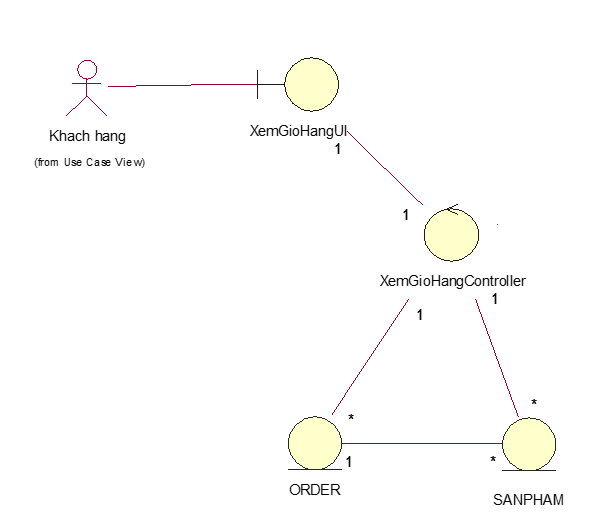 Khach hang
(from Use Case View)
XemGioHangUI
1
1
XemGioHangController
1
1
*
*
1
*
ORDER
SANPHAM